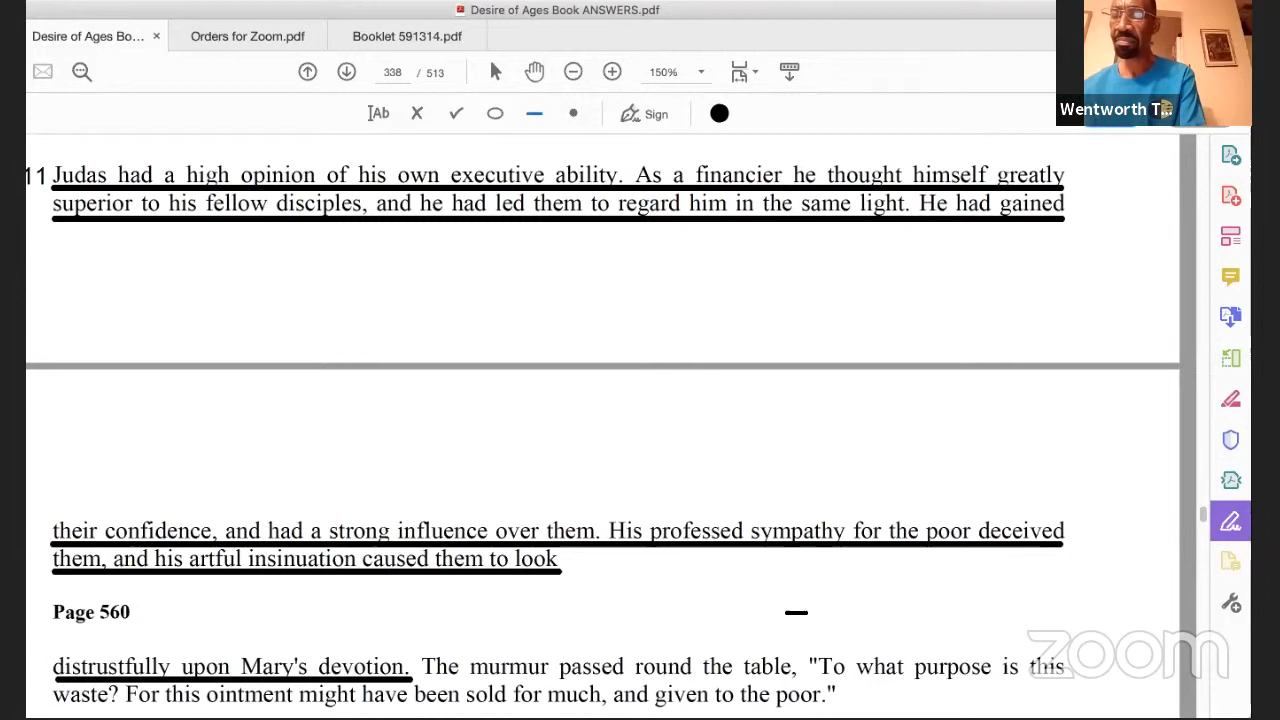 Desire of Ages Book ANSWERS.pdf
Desire of Ages Bo... ×
Orders for Zoom.pdf
Booklet 591314.pdf
338 / 513
150%
Ab
Sign
Wentworth T...
11 Judas had a high opinion of his own executive ability. As a financier he thought himself greatly
superior to his fellow disciples, and he had led them to regard him in the same light. He had gained
their confidence, and had a strong influence over them. His professed sympathy for the poor deceived
them, and his artful insinuation caused them to look
Page 560
distrustfully upon Mary's devotion. The murmur passed round the table, "To what purpose is this
waste? For this ointment might have been sold for much, and given to the poor."
zoom